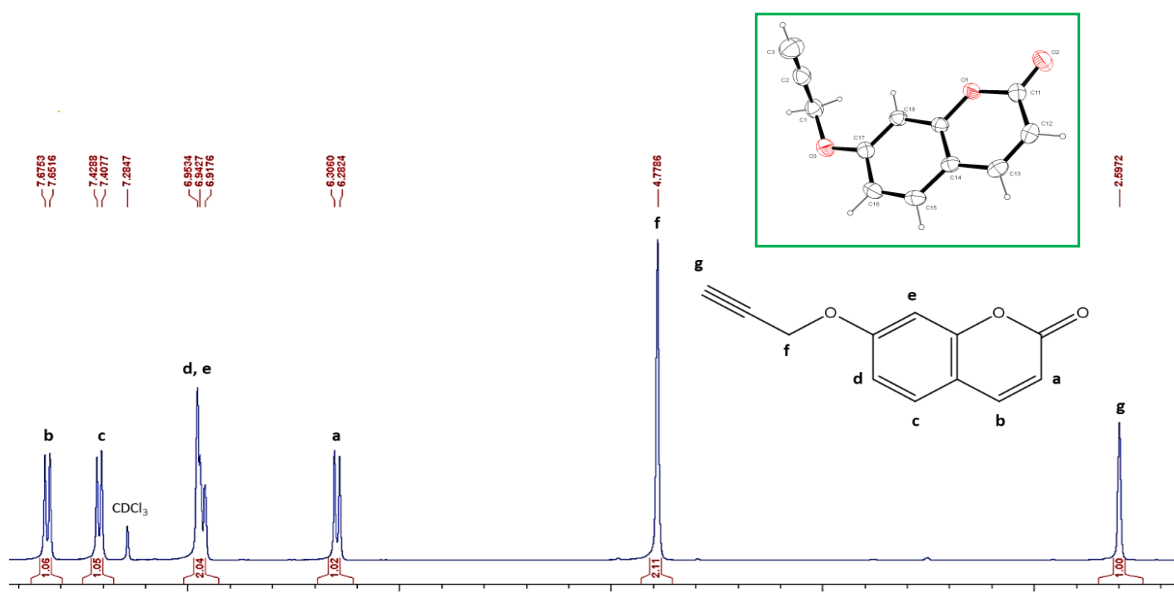 7.6753
7.6516
7.4288
7.4077
7.2847
6.9534
6.9427
6.9176
6.3060
6.2824
4.7786
2.5972
C3
C2
C1
O3
C17
C18
C16
C15
C14
C13
C12
C11
O1
O2
g
O
f
e
O
O
d
c
b
a
b
c
CDCl3
d, e
a
f
g
1.06
1.05
2.04
1.02
2.11
1.00